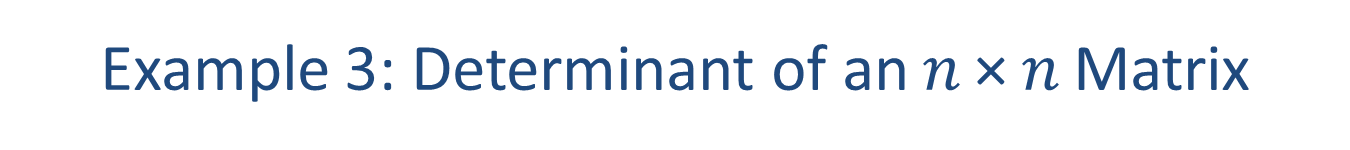 Example 3: Determinant of an 𝑛 × 𝑛 Matrix